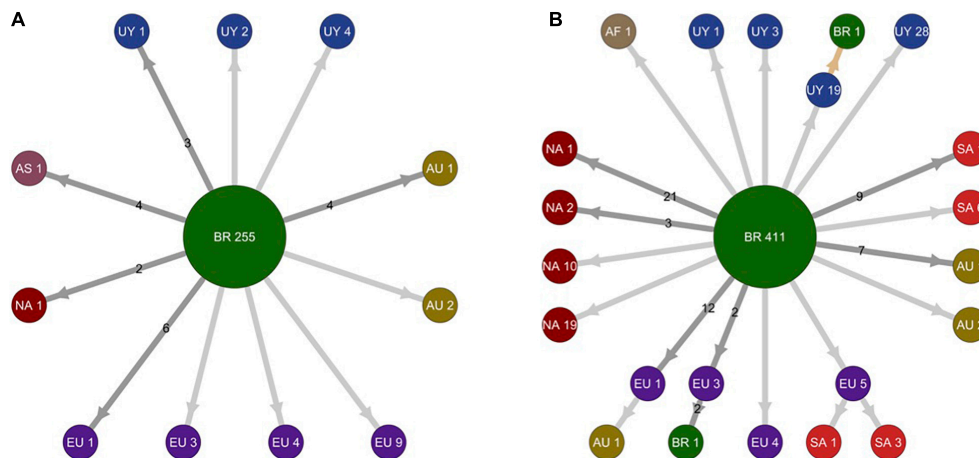 A
UY 1
UY 2
UY 4
3
AS 1
4
4
AU 1
BR 255
2
NA 1
AU 2
6
EU 1
EU 3
EU 4
EU 9
B
AF 1
UY 1
UY 3
BR 1
UY 28
UY 19
NA 1
SA
21
9
NA 2
3
SA
BR 411
7
NA 10
AU
NA 19
AU 2
12
2
EU 1
EU 3
EU 5
2
AU 1
BR 1
EU 4
SA 1
SA 3